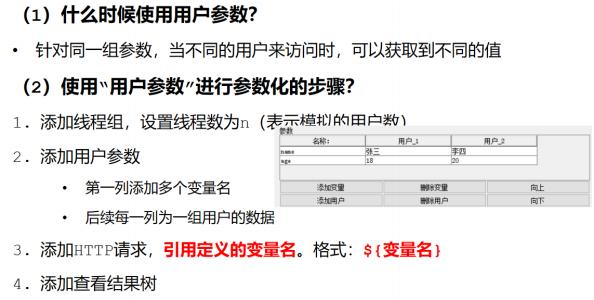 (1)什么时候使用用户参数?
• 针对同一组参数，当不同的用户来访问时，可以获取到不同的值
(2)使用“用户参数”进行参数化的步骤?
1. 添加线程组，设置线程数为n（表示模拟的用户数）
参数
名称: 用户_1 用户_2
name 张三 李四
age 18 20
添加变量 删除变量 向上
添加用户 删除用户 向下
2. 添加用户参数
• 第一列添加多个变量名
• 后续每一列为一组用户的数据
3. 添加HTTP请求，引用定义的变量名。格式：${变量名}
4. 添加查看结果树